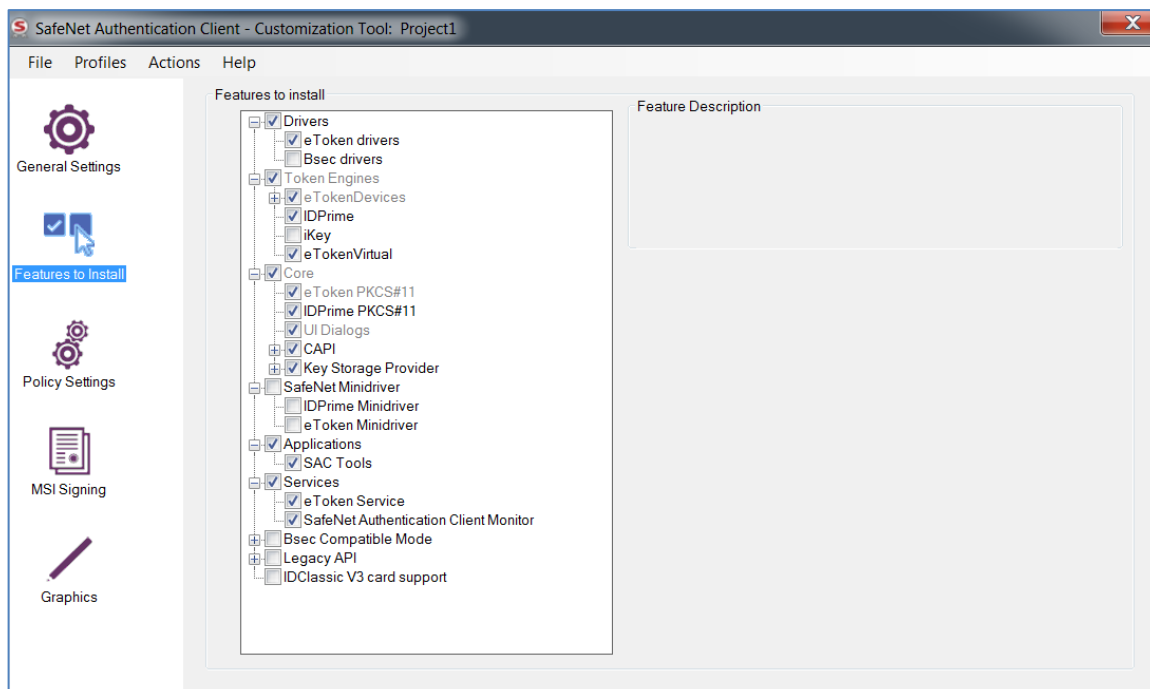 SafeNet Authentication Client - Customization Tool: Project1
File Profiles Actions Help
General Settings
Features to Install
Policy Settings
MSI Signing
Graphics
Features to install
Drivers
eToken drivers
Bsec drivers
Token Engines
eTokenDevices
IDPrime
iKey
eTokenVirtual
Core
eToken PKCS#11
IDPrime PKCS#11
UI Dialogs
CAPI
Key Storage Provider
SafeNet Minidriver
IDPrime Minidriver
eToken Minidriver
Applications
SAC Tools
Services
eToken Service
SafeNet Authentication Client Monitor
Bsec Compatible Mode
Legacy API
IDClassic V3 card support
Feature Description